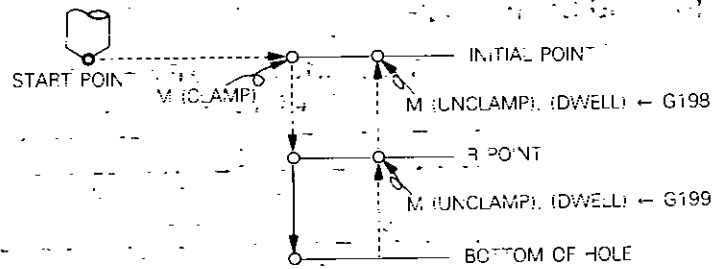 START POINT
M (CLAMP)
INITIAL POINT
M (UNCLAMP). (DWELL) ← G198
R POINT
M (UNCLAMP). (DWELL) ← G199
BOTTOM OF HOLE